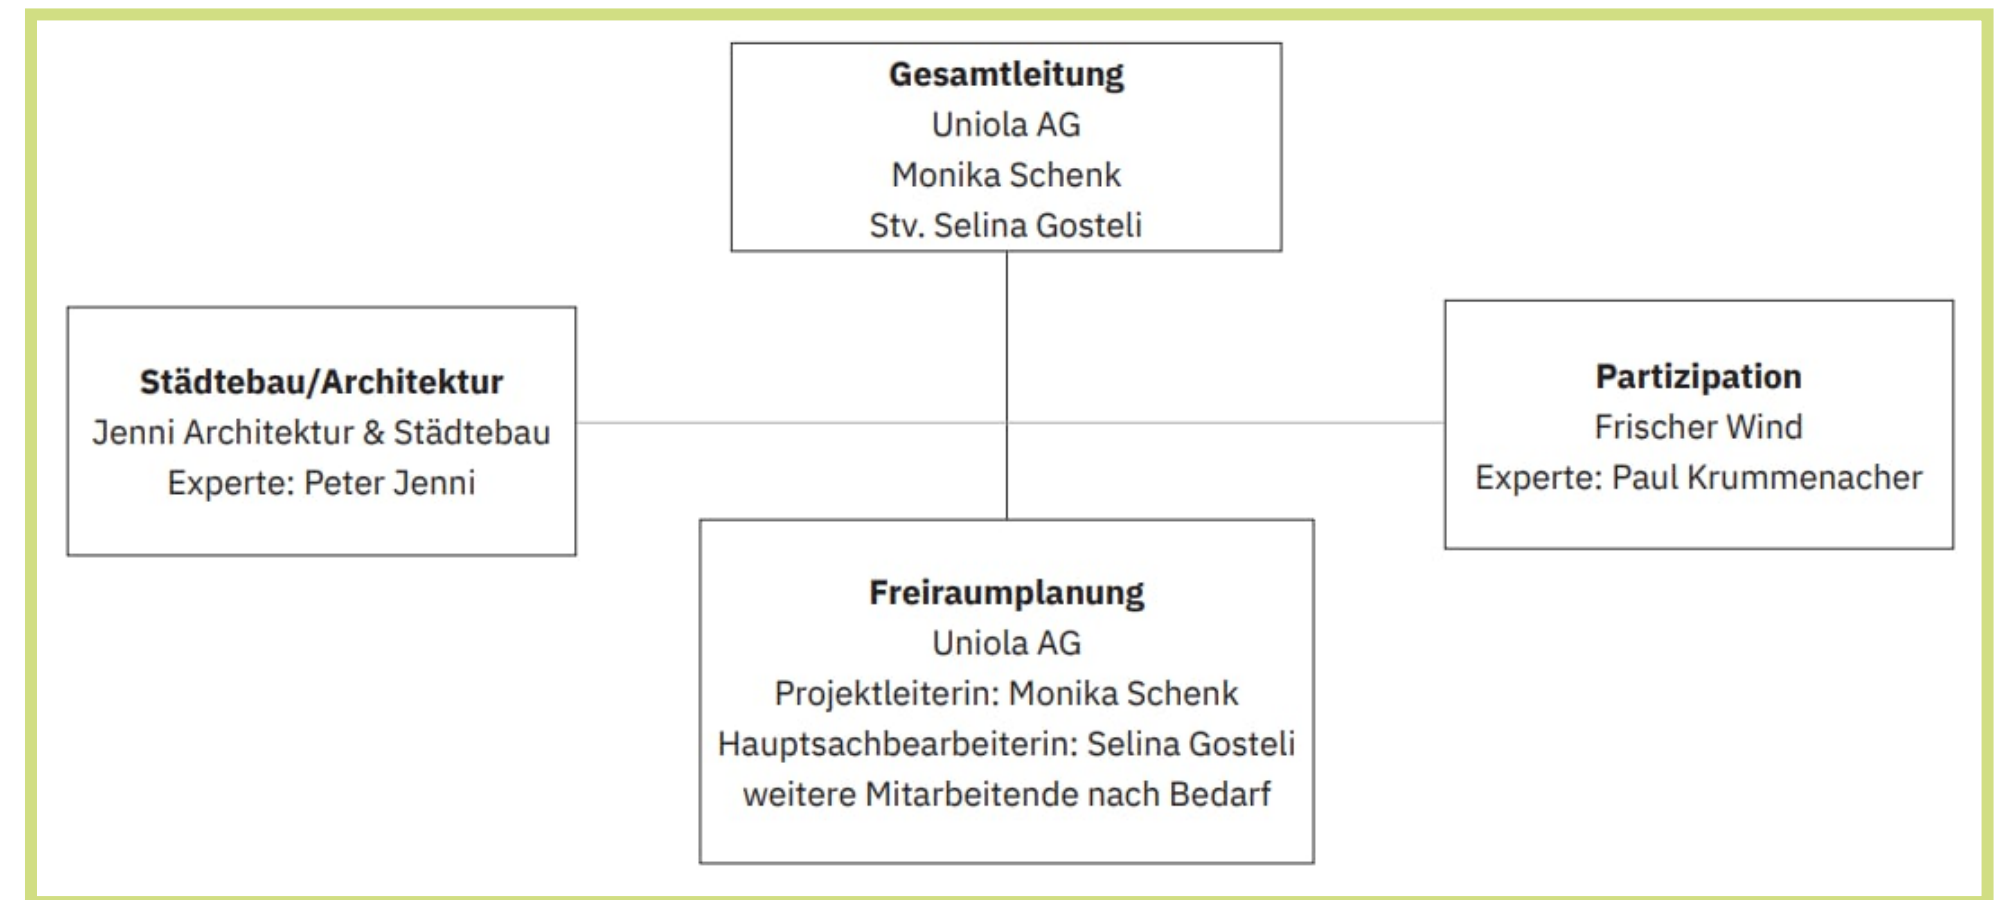 Gesamtleitung
Uniola AG
Monika Schenk
Stv. Selina Gosteli
Städtebau/Architektur
Jenni Architektur & Städtebau
Experte: Peter Jenni
Partizipation
Frischer Wind
Experte: Paul Krummenacher
Freiraumplanung
Uniola AG
Projektleiterin: Monika Schenk
Hauptsachbearbeiterin: Selina Gosteli
weitere Mitarbeitende nach Bedarf